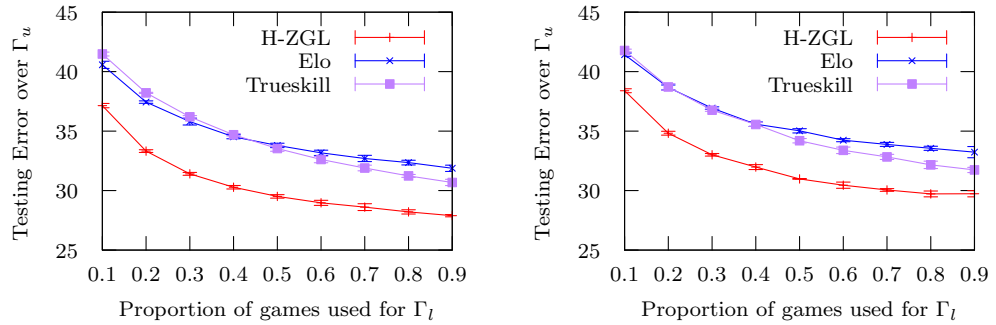 45
40
35
30
25
Testing Error over Γu
H-ZGL
Elo
Trueskill
0.1 0.2 0.3 0.4 0.5 0.6 0.7 0.8 0.9
Proportion of games used for Γl
45
40
35
30
25
Testing Error over Γu
H-ZGL
Elo
Trueskill
0.1 0.2 0.3 0.4 0.5 0.6 0.7 0.8 0.9
Proportion of games used for Γl